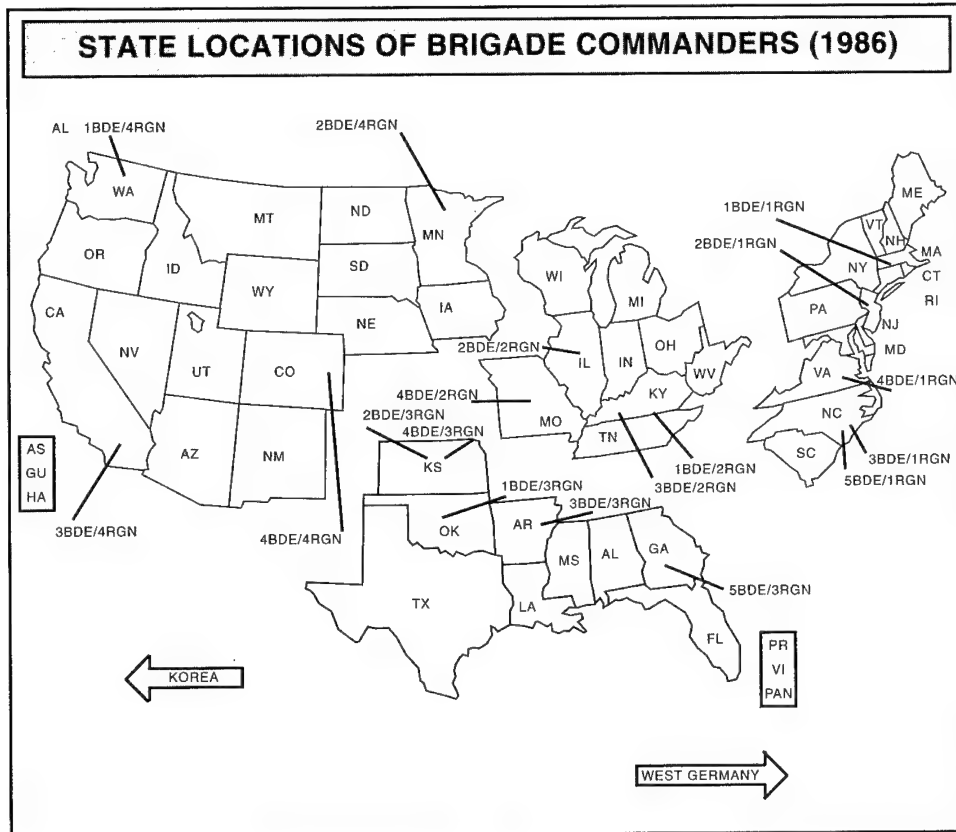 STATE LOCATIONS OF BRIGADE COMMANDERS (1986)
AL 1BDE/4RGN
2BDE/4RGN
WA
MT
ND
MN
OR
ID
SD
WY
WI
MI
ME
VT
NH
1BDE/1RGN
2BDE/1RGN
MA
NY
CT
RI
CA
NE
IA
PA
NJ
NV
UT
CO
2BDE/2RGN
IL
IN
OH
WV
MD
VA
4BDE/1RGN
4BDE/2RGN
KY
NC
2BDE/3RGN
MO
4BDE/3RGN
TN
AS
GU
HA
AZ
NM
KS
SC
3BDE/1RGN
1BDE/2RGN
5BDE/1RGN
3BDE/2RGN
1BDE/3RGN
3BDE/3RGN
3BDE/4RGN
4BDE/4RGN
OK
AR
MS
AL
GA
5BDE/3RGN
TX
LA
FL
PR
VI
PAN
KOREA
WEST GERMANY